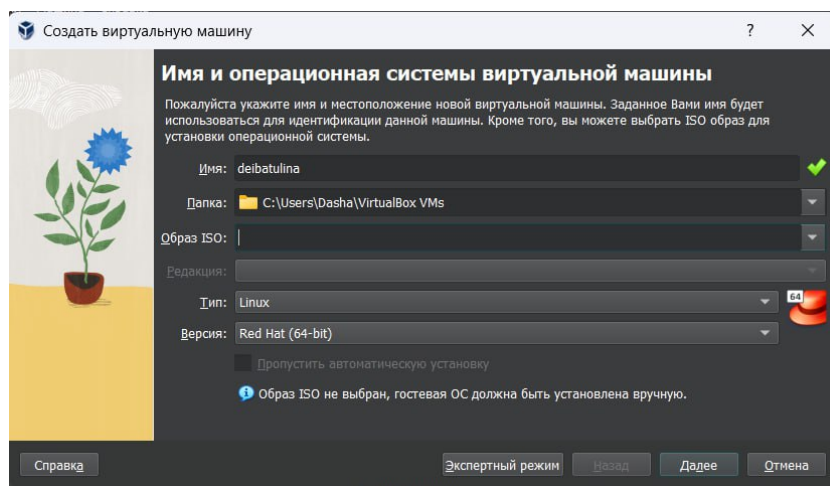 Создать виртуальную машину
?
Имя и операционная системы виртуальной машины
Пожалуйста укажите имя и местоположение новой виртуальной машины. Заданное Вами имя будет
использоваться для идентификации данной машины. Кроме того, вы можете выбрать ISO образ для
установки операционной системы.
Имя: deibatulina
Папка: C:\Users\Dasha\VirtualBox VMs
Образ ISO:
Редакция:
Тип: Linux
64
Версия: Red Hat (64-bit)
Пропустить автоматическую установку
Образ ISO не выбран, гостевая ОС должна быть установлена вручную.
Справка Экспертный режим Назад Далее Отмена